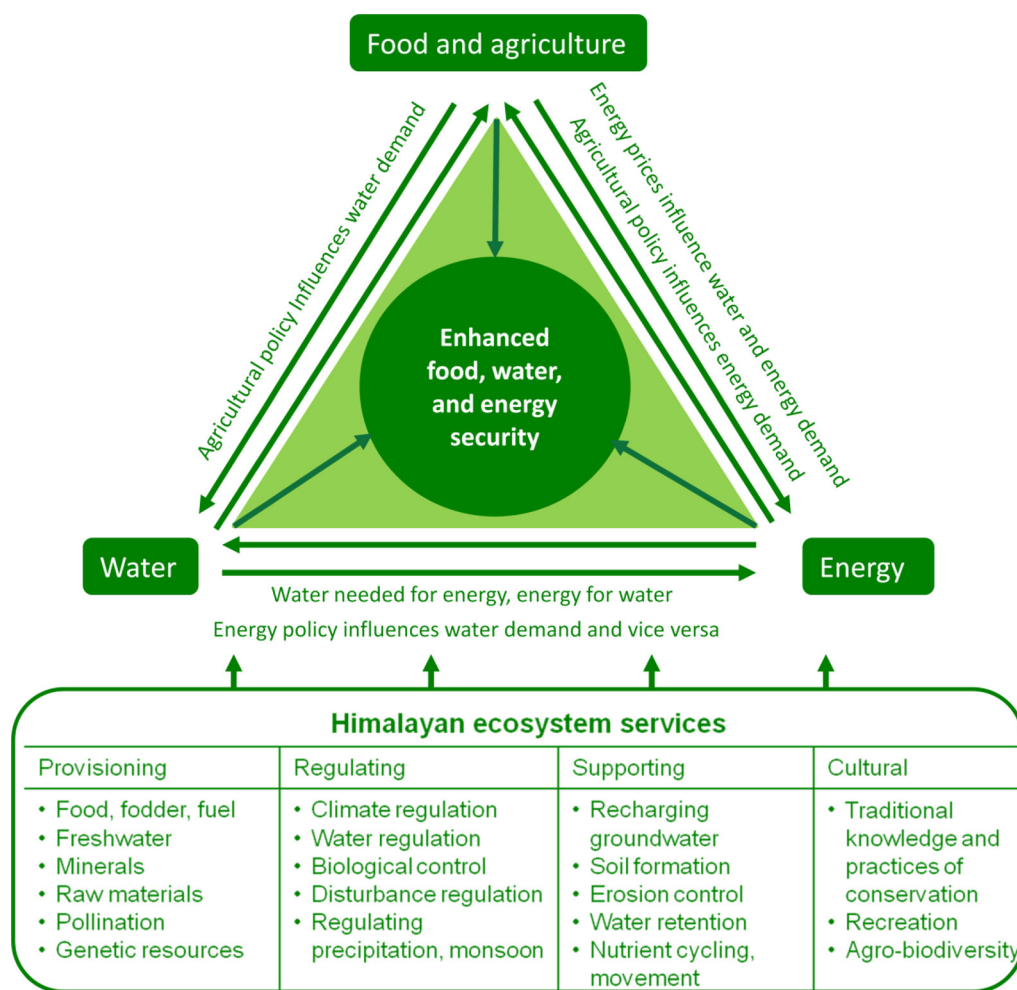 Food and agriculture
Agricultural policy Influences water demand
Energy prices influence water and energy demand
Agricultural policy influences energy demand
Enhanced
food, water,
and energy
security
Water
Energy
Water needed for energy, energy for water
Energy policy influences water demand and vice versa
Himalayan ecosystem services
Provisioning
• Food, fodder, fuel
• Freshwater
• Minerals
• Raw materials
• Pollination
• Genetic resources
Regulating
• Climate regulation
• Water regulation
• Biological control
• Disturbance regulation
• Regulating
precipitation, monsoon
Supporting
• Recharging
groundwater
• Soil formation
• Erosion control
• Water retention
• Nutrient cycling,
movement
Cultural
• Traditional
knowledge and
practices of
conservation
• Recreation
• Agro-biodiversity